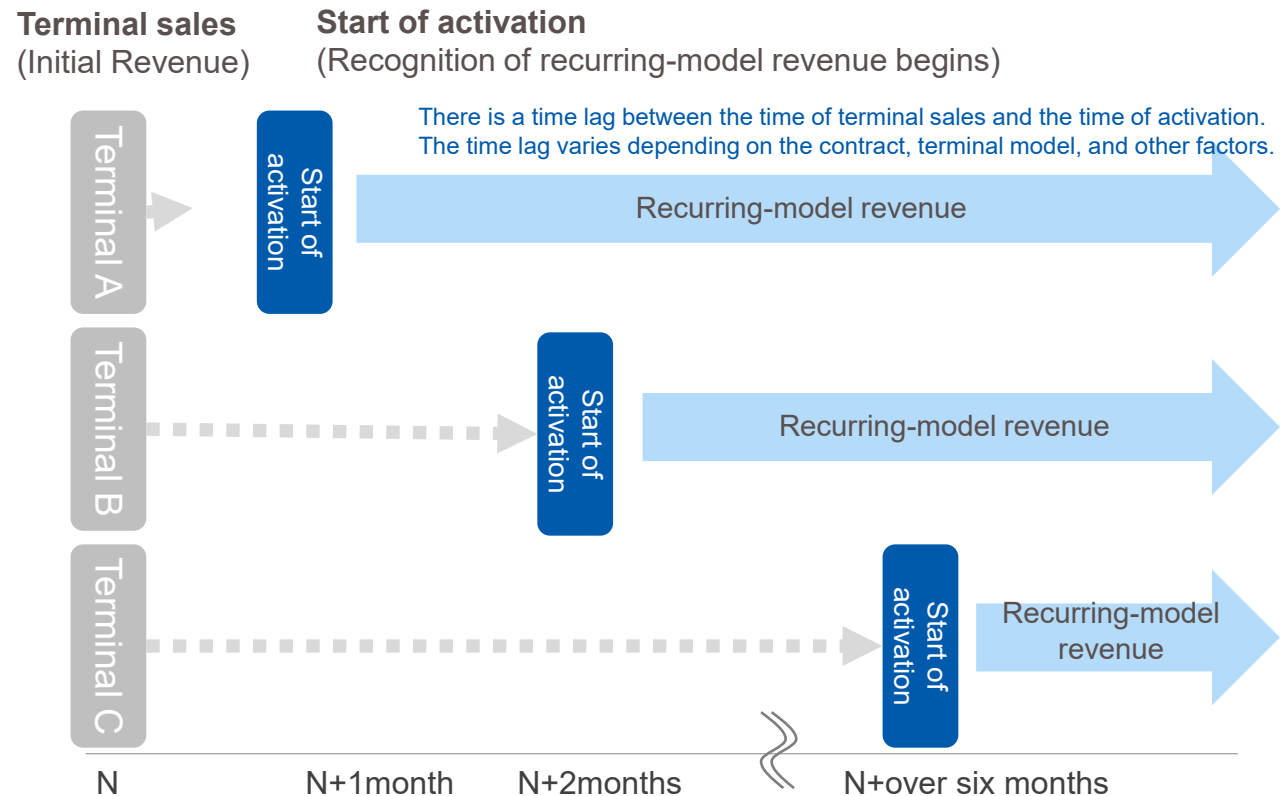 Terminal sales
(Initial Revenue)
Start of activation
(Recognition of recurring-model revenue begins)
There is a time lag between the time of terminal sales and the time of activation.
The time lag varies depending on the contract, terminal model, and other factors.
Terminal A
Start of
activation
Recurring-model revenue
Terminal B
Start of
activation
Recurring-model revenue
Terminal C
Start of
activation
Recurring-model
revenue
N
N+1month
N+2months
N+over six months